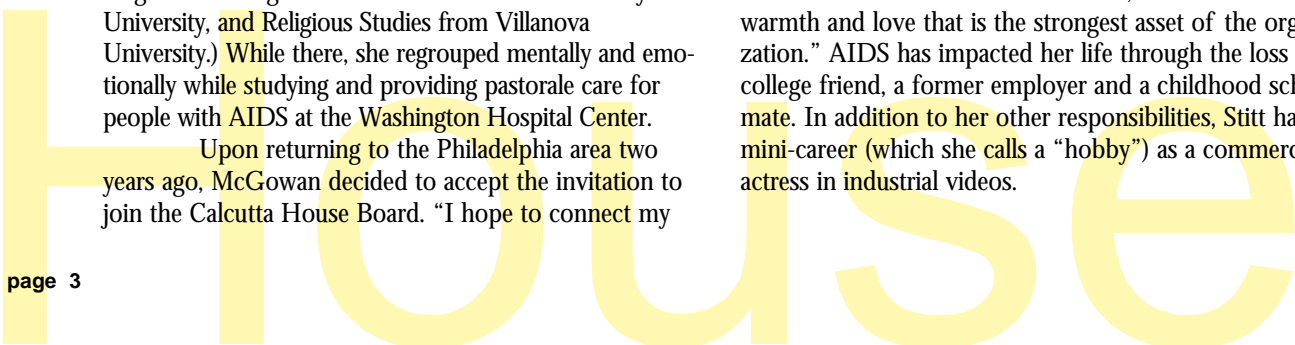 University, and Religious Studies from Villanova
University.) While there, she regrouped mentally and emo-
tionally while studying and providing pastorale care for
people with AIDS at the Washington Hospital Center.
Upon returning to the Philadelphia area two
years ago, McGowan decided to accept the invitation to
join the Calcutta House Board. “I hope to connect my
warmth and love that is the strongest asset of the
zation.” AIDS has impacted her life through the loss
college friend, a former employer and a childhood
mate. In addition to her other responsibilities, Stitt
mini-career (which she calls a “hobby”) as a
actress in industrial videos.
page 3
House